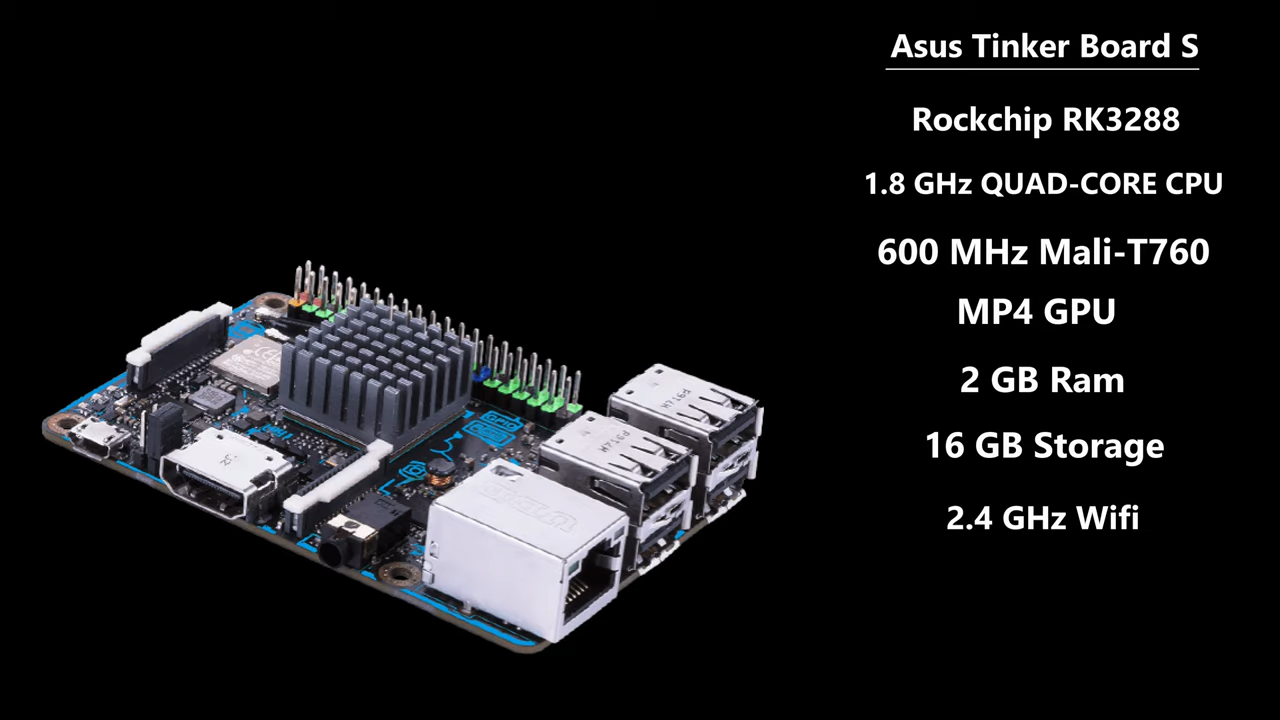 Asus Tinker Board S
Rockchip RK3288
1.8 GHz QUAD-CORE CPU
600 MHz Mali-T760
MP4 GPU
2 GB Ram
16 GB Storage
2.4 GHz Wifi